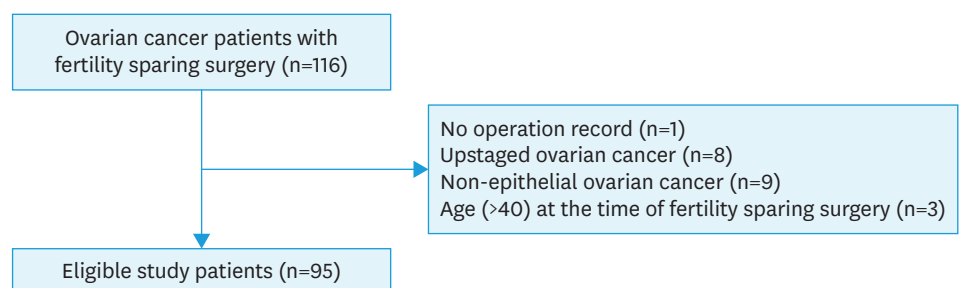 Ovarian cancer patients with
fertility sparing surgery (n=116)
No operation record (n=1)
Upstaged ovarian cancer (n=8)
Non-epithelial ovarian cancer (n=9)
Age (>40) at the time of fertility sparing surgery (n=3)
Eligible study patients (n=95)